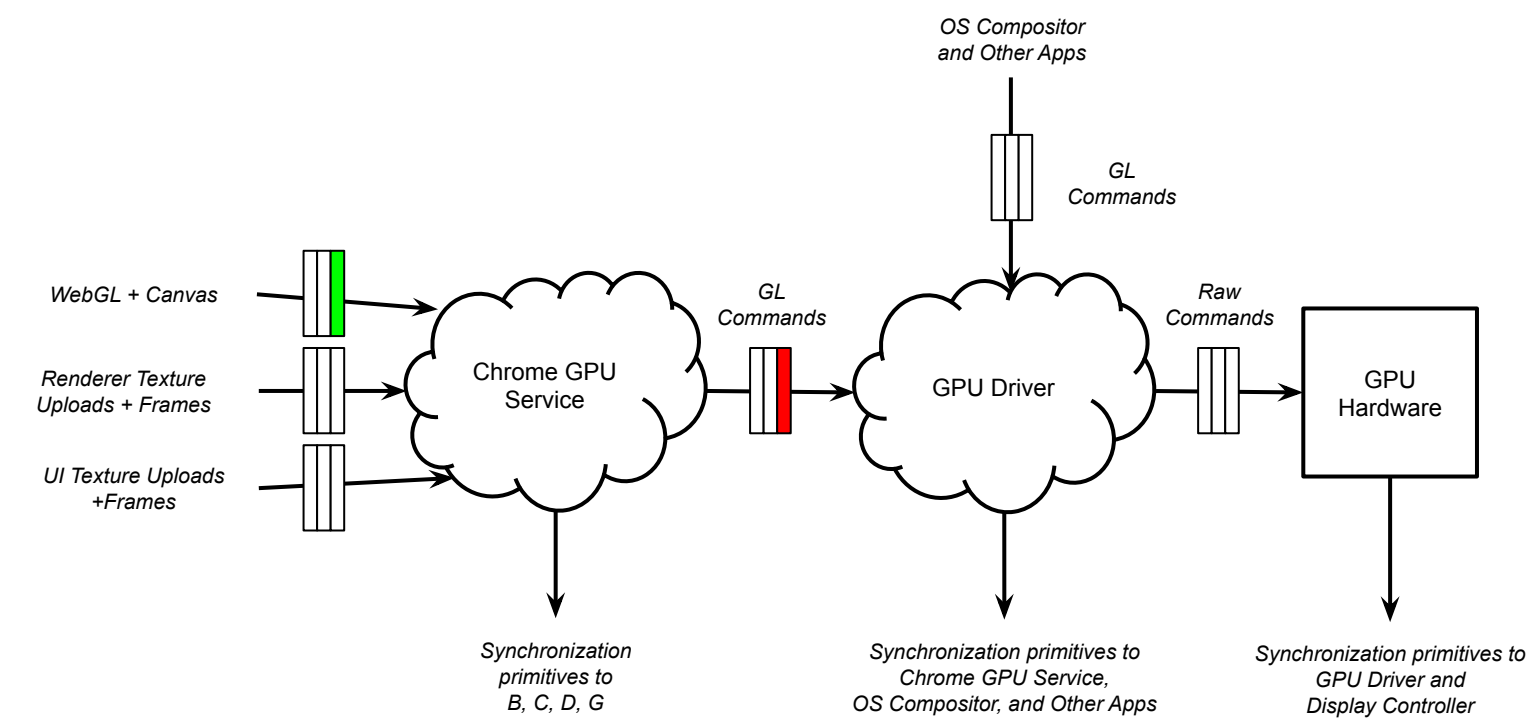 OS Compositor
and Other Apps
GL
Commands
WebGL + Canvas
Renderer Texture
Uploads + Frames
UI Texture Uploads
+Frames
Chrome GPU
Service
GL
Commands
GPU Driver
Raw
Commands
GPU
Hardware
Synchronization
primitives to
B, C, D, G
Synchronization primitives to
Chrome GPU Service,
OS Compositor, and Other Apps
Synchronization primitives to
GPU Driver and
Display Controller